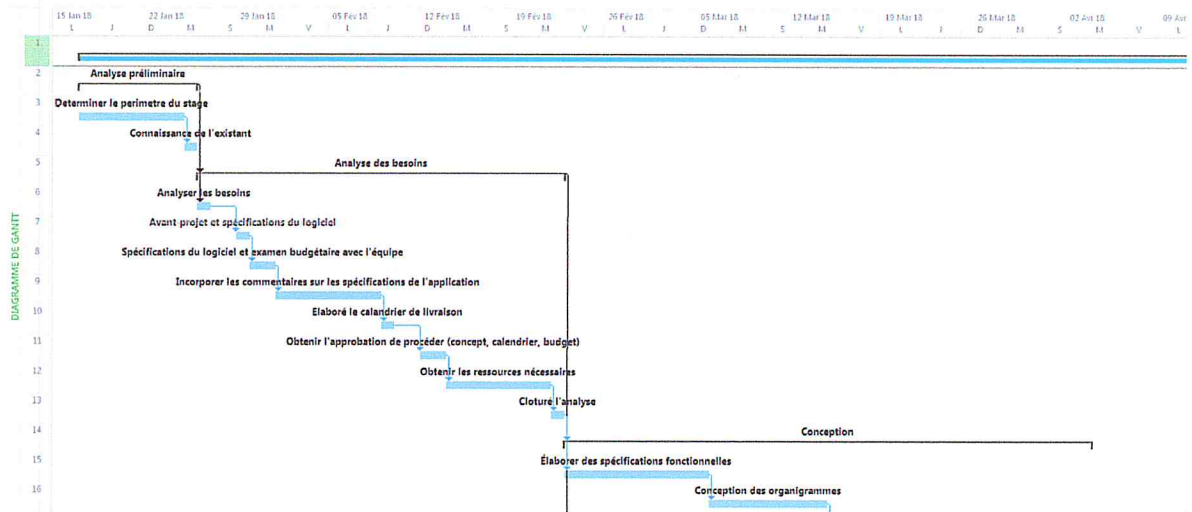 15 Jan 18 22 Jan 18 29 Jan 18 05 Fév 18 12 Fév 18 19 Fév 18 26 Fév 18 05 Mar 18 12 Mar 18 19 Mar 18 26 Mar 18 02 Avr 18 09 Avr
L J D M S M V L J D M S M V L J D M S M V L J D M S M V L
1
2 Analyse préliminaire
3 Determiner le perimetre du stage
4 Connaissance de l'existant
5 Analyse des besoins
6 Analyser les besoins
7 Avant-projet et spécifications du logiciel
8 Spécifications du logiciel et examen budgétaire avec l'équipe
9 Incorporer les commentaires sur les spécifications de l'application
10 Elaboré le calandrier de livraison
11 Obtenir l'approbation de procéder (concept, calendrier, budget)
12 Obtenir les ressources nécessaires
13 Cloturé l'analyse
14 Conception
15 Élaborer des spécifications fonctionnelles
16 Conception des organigrammes
DIAGRAMME DE GANTT